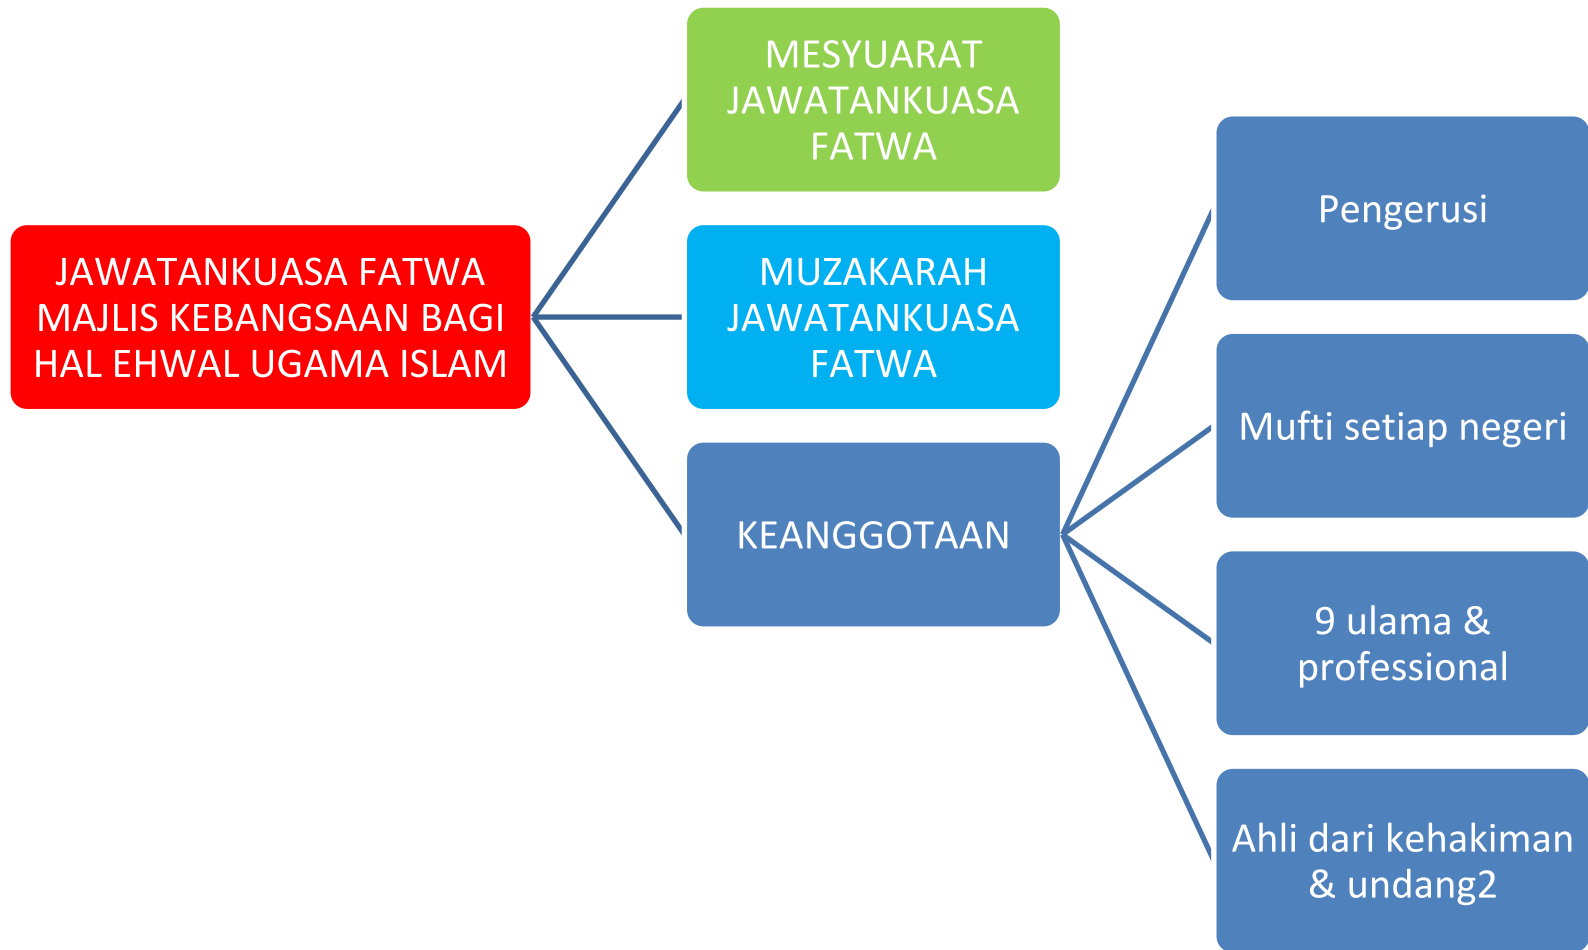 JAWATANKUASA FATWA
MAJLIS KEBANGSAAN BAGI
HAL EHWAL UGAMA ISLAM
MESYUARAT
JAWATANKUASA
FATWA
MUZAKARAH
JAWATANKUASA
FATWA
KEANGGOTAAN
Pengerusi
Mufti setiap negeri
9 ulama &
professional
Ahli dari kehakiman
& undang2